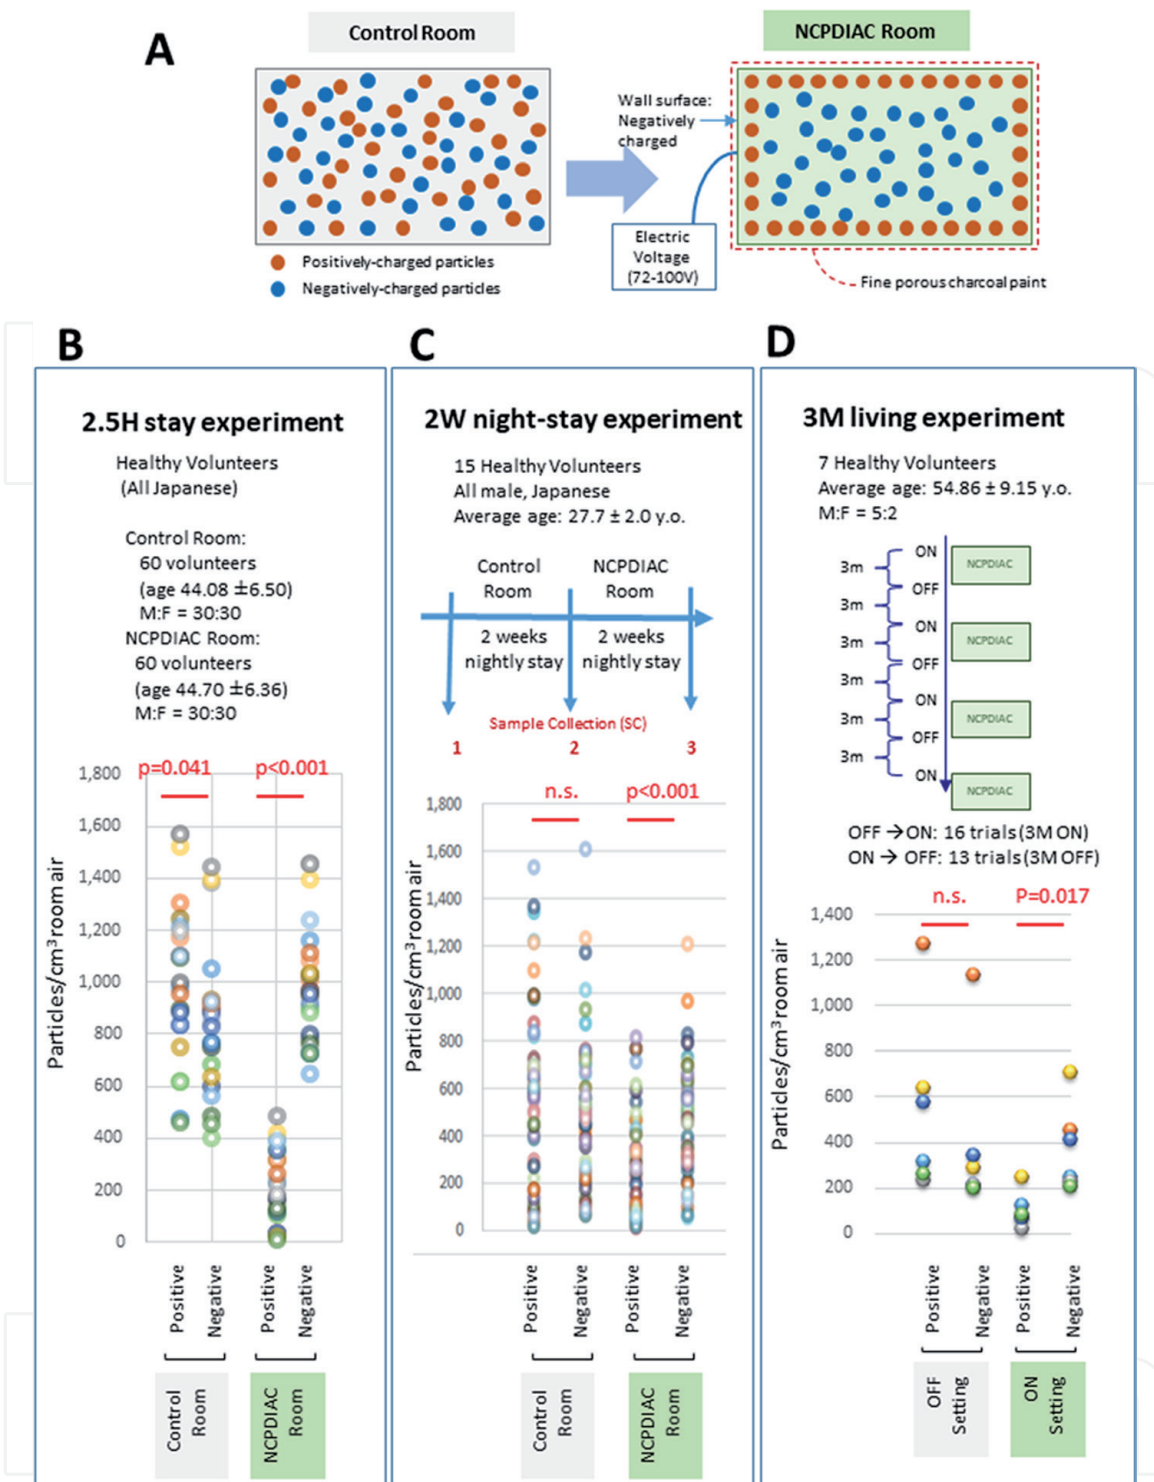 A
Control Room
NCPDIAC Room
Wall surface:
Negatively
charged
Electric
Voltage
(72-100V)
Positively-charged particles
Negatively-charged particles
Fine porous charcoal paint
B
2.5H stay experiment
Healthy Volunteers
(All Japanese)
Control Room:
60 volunteers
(age 44.08 ±6.50)
M:F = 30:30
NCPDIAC Room:
60 volunteers
(age 44.70 ±6.36)
M:F = 30:30
p=0.041
p<0.001
Particles/cm³ room air
1,800
1,600
1,400
1,200
1,000
800
600
400
200
0
Positive
Negative
Positive
Negative
Control
Room
NCPDIAC
Room
C
2W night-stay experiment
15 Healthy Volunteers
All male, Japanese
Average age: 27.7 ± 2.0 y.o.
Control
Room
NCPDIAC
Room
2 weeks
nightly stay
2 weeks
nightly stay
Sample Collection (SC)
1
2
3
n.s.
p<0.001
Particles/cm³ room air
1,800
1,600
1,400
1,200
1,000
800
600
400
200
0
Positive
Negative
Positive
Negative
Control
Room
NCPDIAC
Room
D
3M living experiment
7 Healthy Volunteers
Average age: 54.86 ± 9.15 y.o.
M:F = 5:2
ON
NCPDIAC
3m
OFF
3m
ON
NCPDIAC
3m
OFF
3m
ON
NCPDIAC
3m
OFF
3m
ON
NCPDIAC
OFF → ON: 16 trials (3M ON)
ON → OFF: 13 trials (3M OFF)
n.s.
P=0.017
Particles/cm³ room air
1,400
1,200
1,000
800
600
400
200
0
Positive
Negative
Positive
Negative
OFF
Setting
ON
Setting